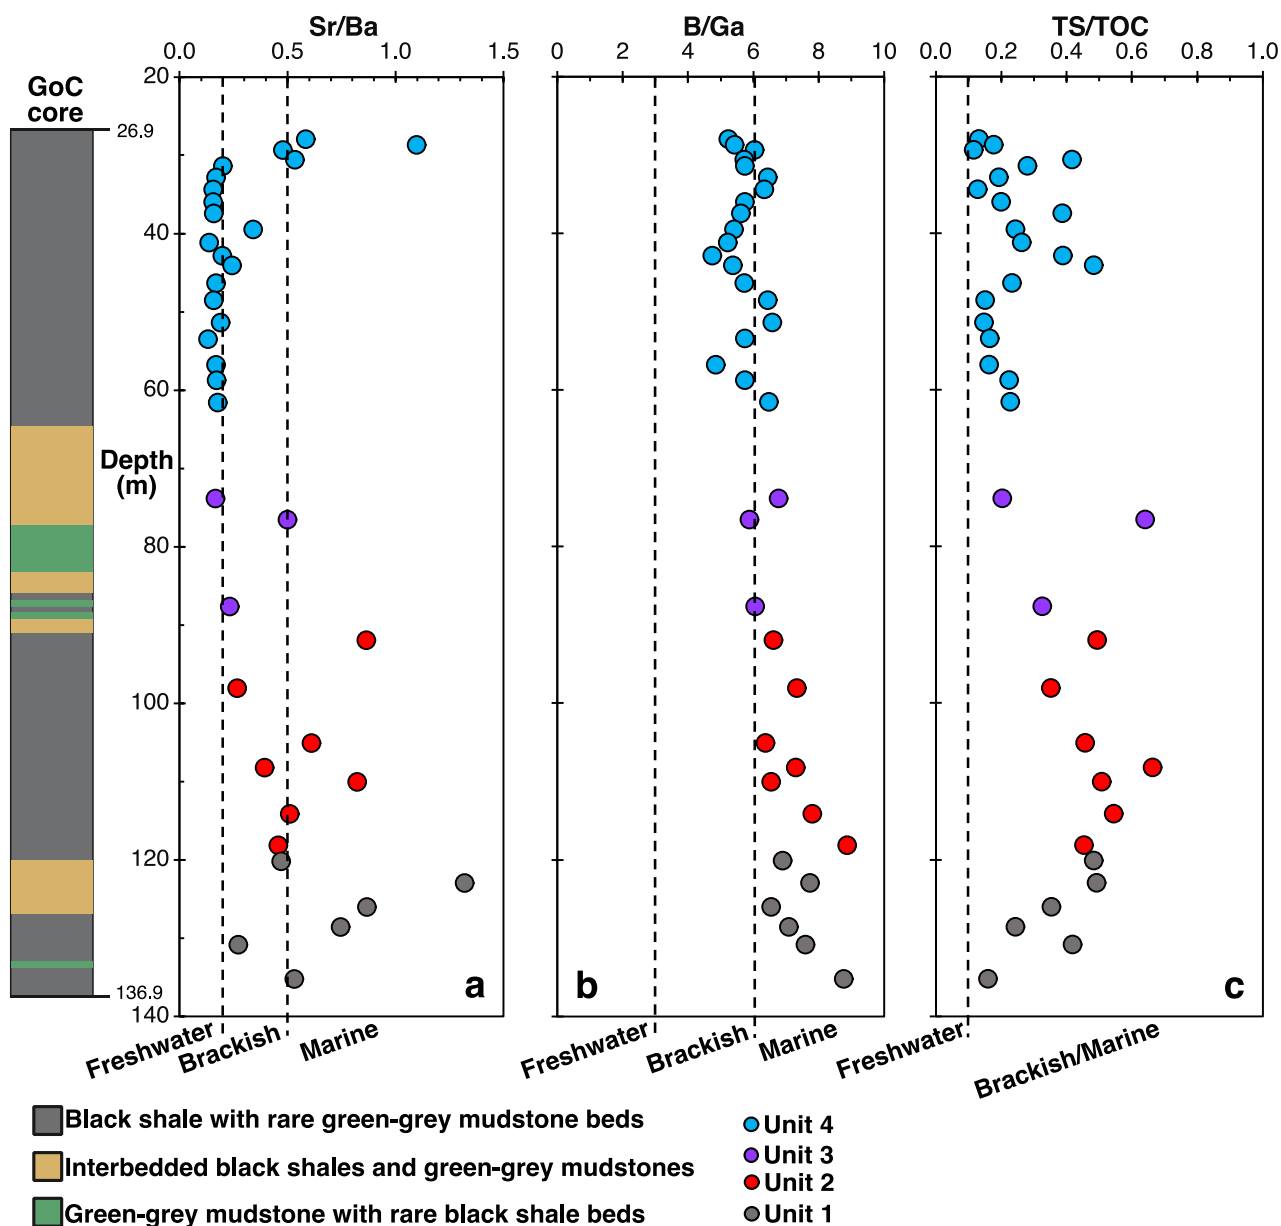 Sr/Ba
B/Ga
TS/TOC
0.0 0.5 1.0 1.5
0 2 4 6 8 10
0.0 0.2 0.4 0.6 0.8 1.0
GoC
core
26.9
136.9
Depth
(m)
20
40
60
80
100
120
140
a
b
c
Freshwater
Brackish
Marine
Freshwater
Brackish
Marine
Freshwater
Brackish/Marine
Black shale with rare green-grey mudstone beds
Interbedded black shales and green-grey mudstones
Green-grey mudstone with rare black shale beds
Unit 4
Unit 3
Unit 2
Unit 1